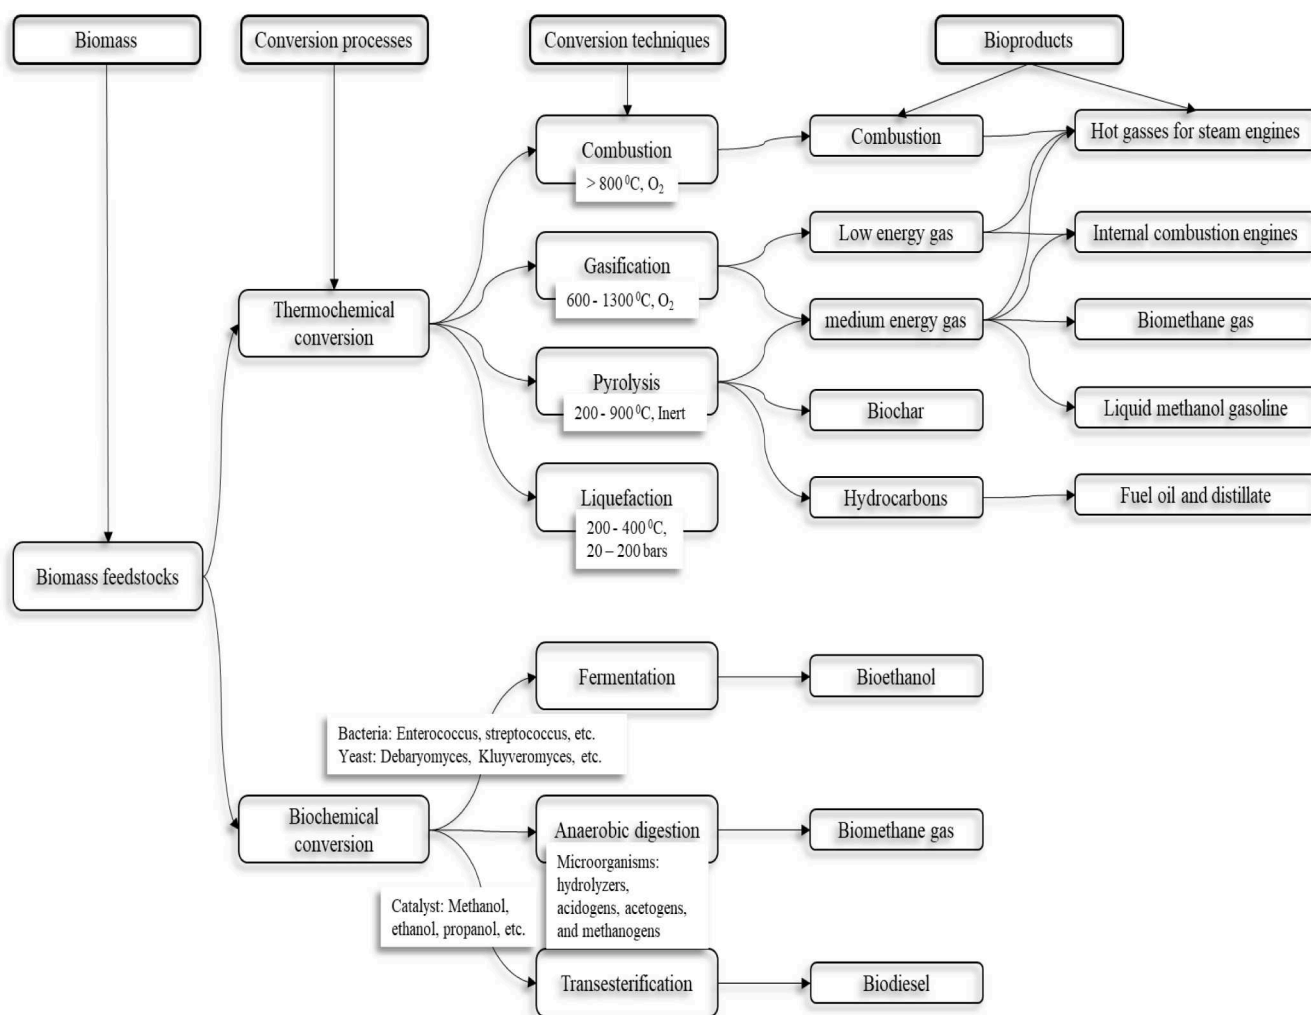 Biomass
Conversion processes
Conversion techniques
Bioproducts
Combustion
> 800 ⁰C, O₂
Combustion
Hot gasses for steam engines
Gasification
600 - 1300 ⁰C, O₂
Low energy gas
Internal combustion engines
Thermochemical
conversion
medium energy gas
Biomethane gas
Pyrolysis
200 - 900 ⁰C, Inert
Biochar
Liquid methanol gasoline
Liquefaction
200 - 400 ⁰C,
20 – 200 bars
Hydrocarbons
Fuel oil and distillate
Biomass feedstocks
Fermentation
Bioethanol
Bacteria: Enterococcus, streptococcus, etc.
Yeast: Debaryomyces, Kluyveromyces, etc.
Biochemical
conversion
Anaerobic digestion
Biomethane gas
Microorganisms:
hydrolyzers,
acidogens, acetogens,
and methanogens
Catalyst: Methanol,
ethanol, propanol, etc.
Transesterification
Biodiesel